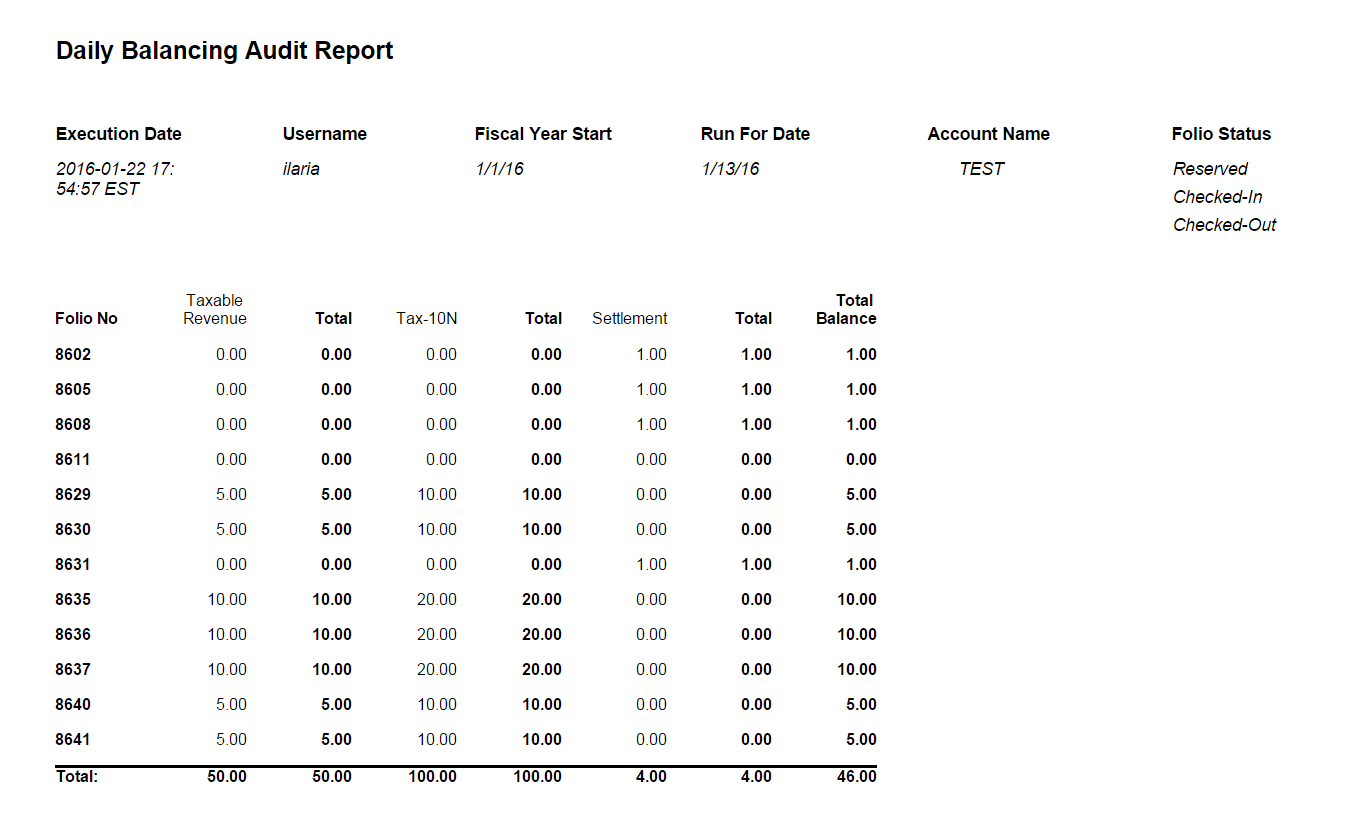 Daily Balancing Audit Report
Execution Date Username Fiscal Year Start Run For Date Account Name Folio Status
2016-01-22 17: ilaria 1/1/16 1/13/16 TEST Reserved
54:57 EST
Checked-In
Checked-Out
Taxable Total
Folio No Revenue Total Tax-10N Total Settlement Total Balance
8602 0.00 0.00 0.00 0.00 1.00 1.00 1.00
8605 0.00 0.00 0.00 0.00 1.00 1.00 1.00
8608 0.00 0.00 0.00 0.00 1.00 1.00 1.00
8611 0.00 0.00 0.00 0.00 0.00 0.00 0.00
8629 5.00 5.00 10.00 10.00 0.00 0.00 5.00
8630 5.00 5.00 10.00 10.00 0.00 0.00 5.00
8631 0.00 0.00 0.00 0.00 1.00 1.00 1.00
8635 10.00 10.00 20.00 20.00 0.00 0.00 10.00
8636 10.00 10.00 20.00 20.00 0.00 0.00 10.00
8637 10.00 10.00 20.00 20.00 0.00 0.00 10.00
8640 5.00 5.00 10.00 10.00 0.00 0.00 5.00
8641 5.00 5.00 10.00 10.00 0.00 0.00 5.00
Total: 50.00 50.00 100.00 100.00 4.00 4.00 46.00